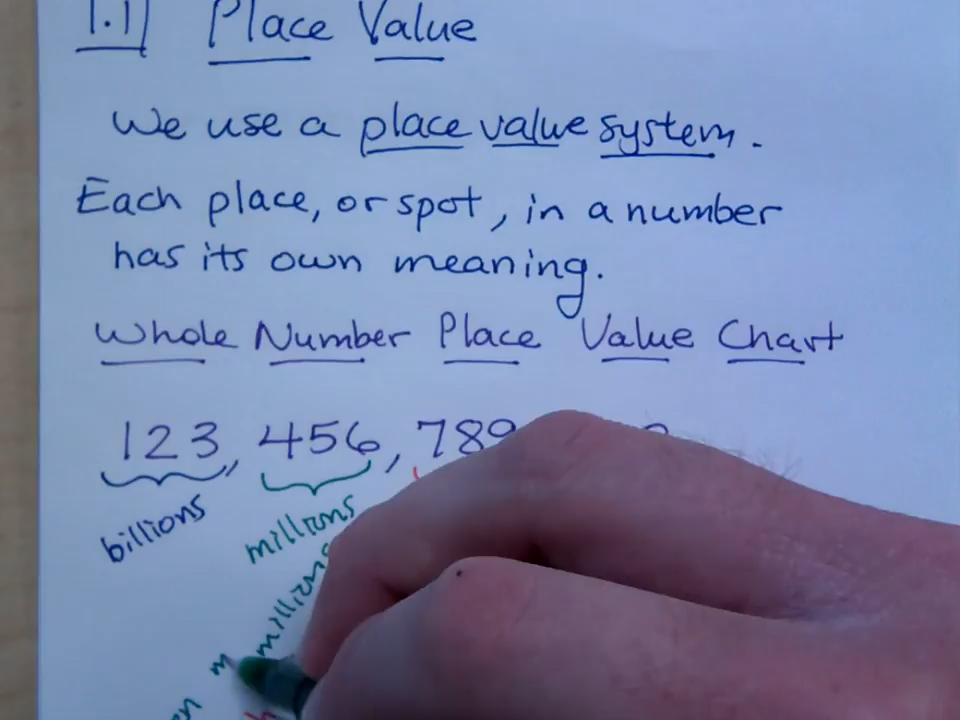 1.1 Place Value
We use a place value system.
Each place, or spot, in a number
has its own meaning.
Whole Number Place Value Chart
123, 456, 789
billions millions
millions
m
en